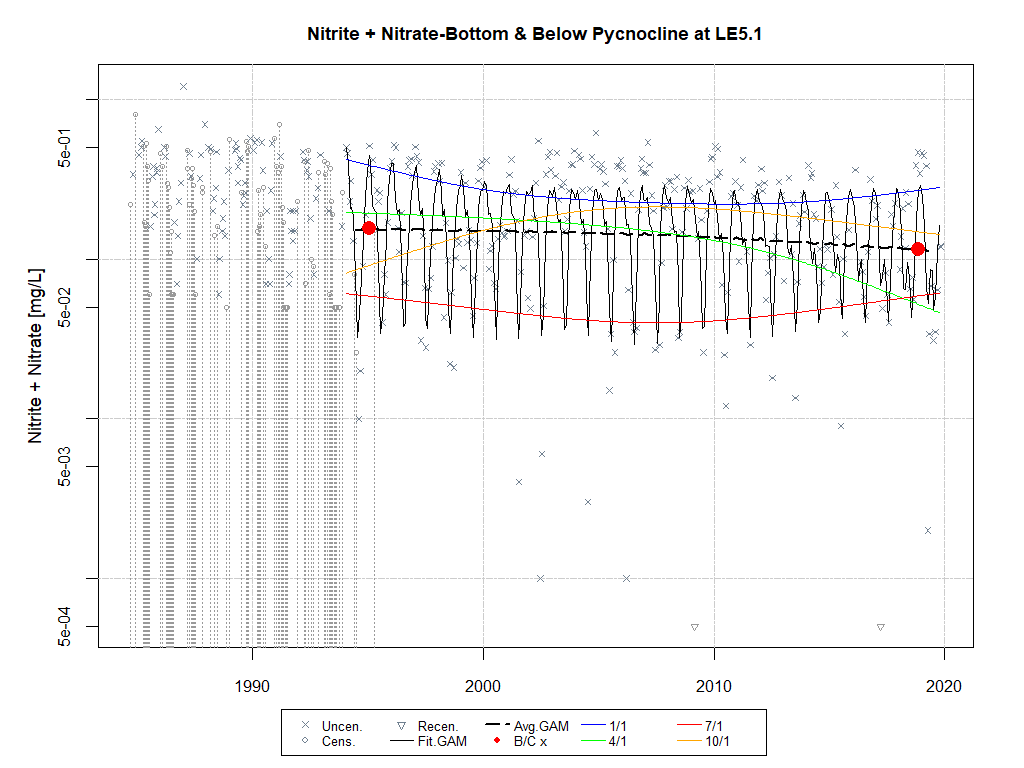 Nitrite + Nitrate-Bottom & Below Pycnocline at LE5.1
Nitrite + Nitrate [mg/L]
5e-01
5e-02
5e-03
5e-04
1990 2000 2010 2020
Uncen. Recen. Avg.GAM 1/1 7/1
Cens. Fit.GAM B/C x 4/1 10/1